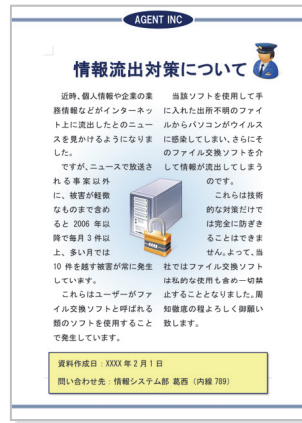 AGENT INC
情報流出対策について
近時、個人情報や企業の業
務情報などがインターネッ
ト上に流出したとのニュー
スを見かけるようになりま
した。
ですが、ニュースで放送さ
れる事案以外
に、被害が軽微
なものまで含め
ると 2006 年以
降で毎月 3 件以
上、多い月では
10 件を越す被害が常に発生
しています。
これらはユーザーがファ
イル交換ソフトと呼ばれる
類のソフトを使用すること
で発生しています。
当該ソフトを使用して手
に入れた出所不明のファイ
ルからパソコンがウイルス
に感染してしまい、さらにそ
のファイル交換ソフトを介
して情報が流出してしまう
のです。
これらは技術
的な対策だけで
は完全に防ぎき
ることはできま
せん。よって、当
社ではファイル交換ソフト
は私的な使用も含め一切禁
止することとなりました。周
知徹底の程よろしく御願い
致します。
資料作成日：XXXX 年 2 月 1 日
問い合わせ先：情報システム部 葛西（内線 789）